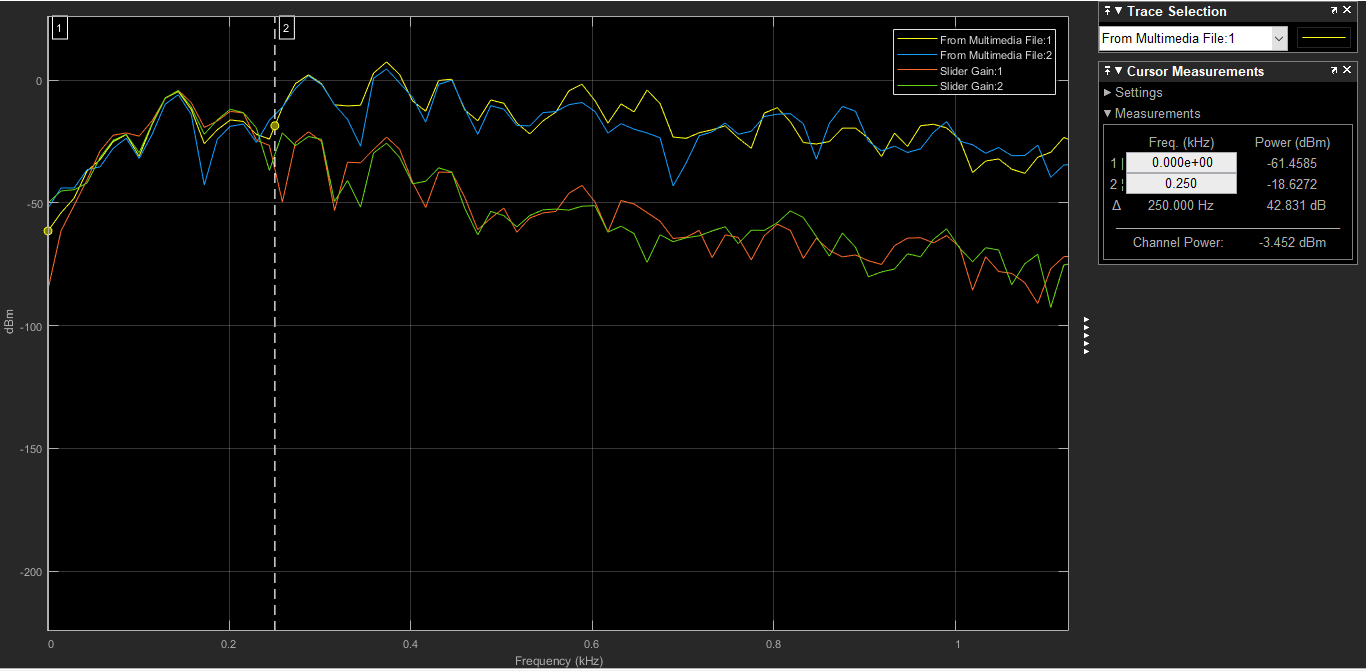 1
2
From Multimedia File:1
From Multimedia File:2
Slider Gain:1
Slider Gain:2
0
-50
-100
-150
-200
dBm
0
0.2
0.4
0.6
0.8
1
Frequency (kHz)
Trace Selection
From Multimedia File:1
Cursor Measurements
Settings
Measurements
Freq. (kHz) Power (dBm)
1 0.000e+00 -61.4585
2 0.250 -18.6272
Δ 250.000 Hz 42.831 dB
Channel Power: -3.452 dBm